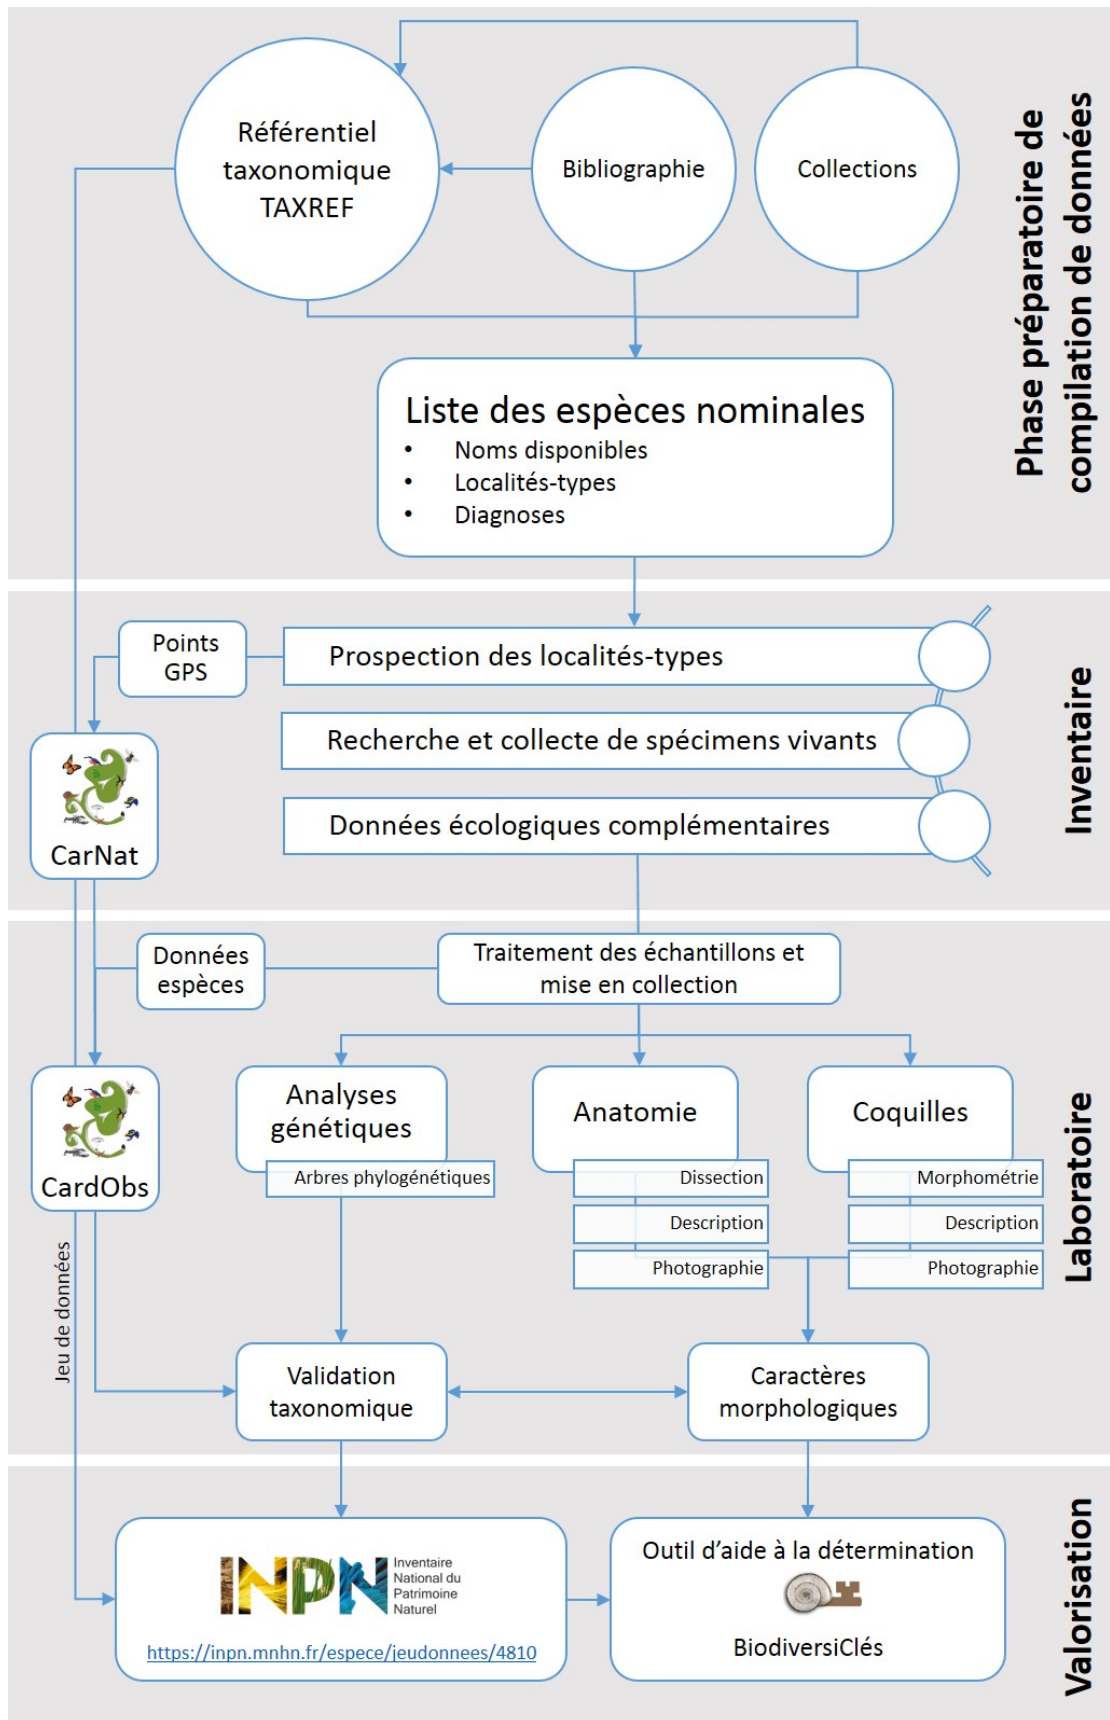 Référentiel
taxonomique
TAXREF
Bibliographie
Collections
Phase préparatoire de
compilation de données
Liste des espèces nominales
• Noms disponibles
• Localités-types
• Diagnoses
Points
GPS
Prospection des localités-types
Recherche et collecte de spécimens vivants
Données écologiques complémentaires
CarNat
Inventaire
Données
espèces
Traitement des échantillons et
mise en collection
CardObs
Analyses
génétiques
Arbres phylogénétiques
Anatomie
Dissection
Description
Photographie
Coquilles
Morphométrie
Description
Photographie
Laboratoire
Jeu de données
Validation
taxonomique
Caractères
morphologiques
INPN
Inventaire
National du
Patrimoine
Naturel
https://inpn.mnhn.fr/espece/jeudonnees/4810
Outil d’aide à la détermination
BiodiversiClés
Valorisation